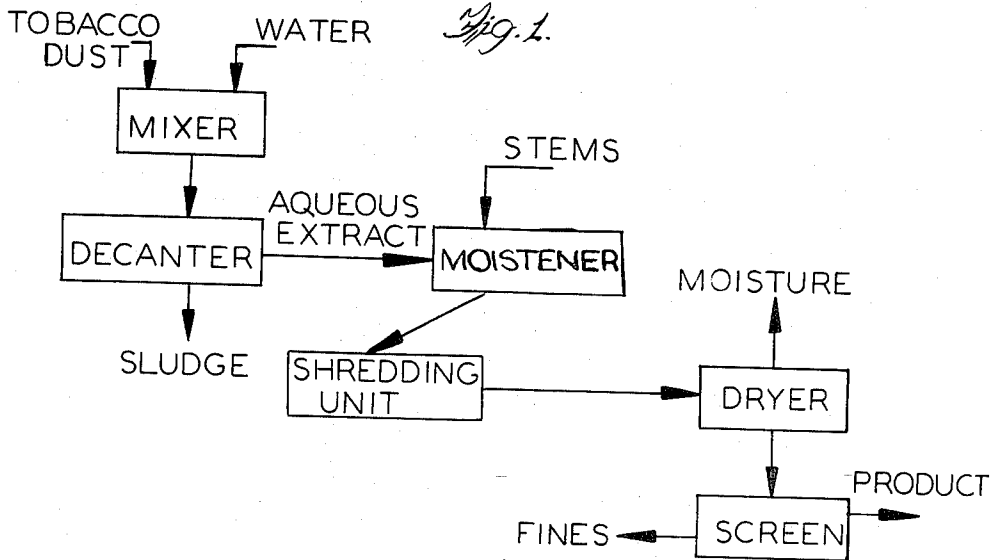 Fig. 1.
TOBACCO
DUST
WATER
MIXER
STEMS
AQUEOUS
EXTRACT
DECANTER
MOISTENER
MOISTURE
SLUDGE
SHREDDING
UNIT
DRYER
PRODUCT
FINES
SCREEN